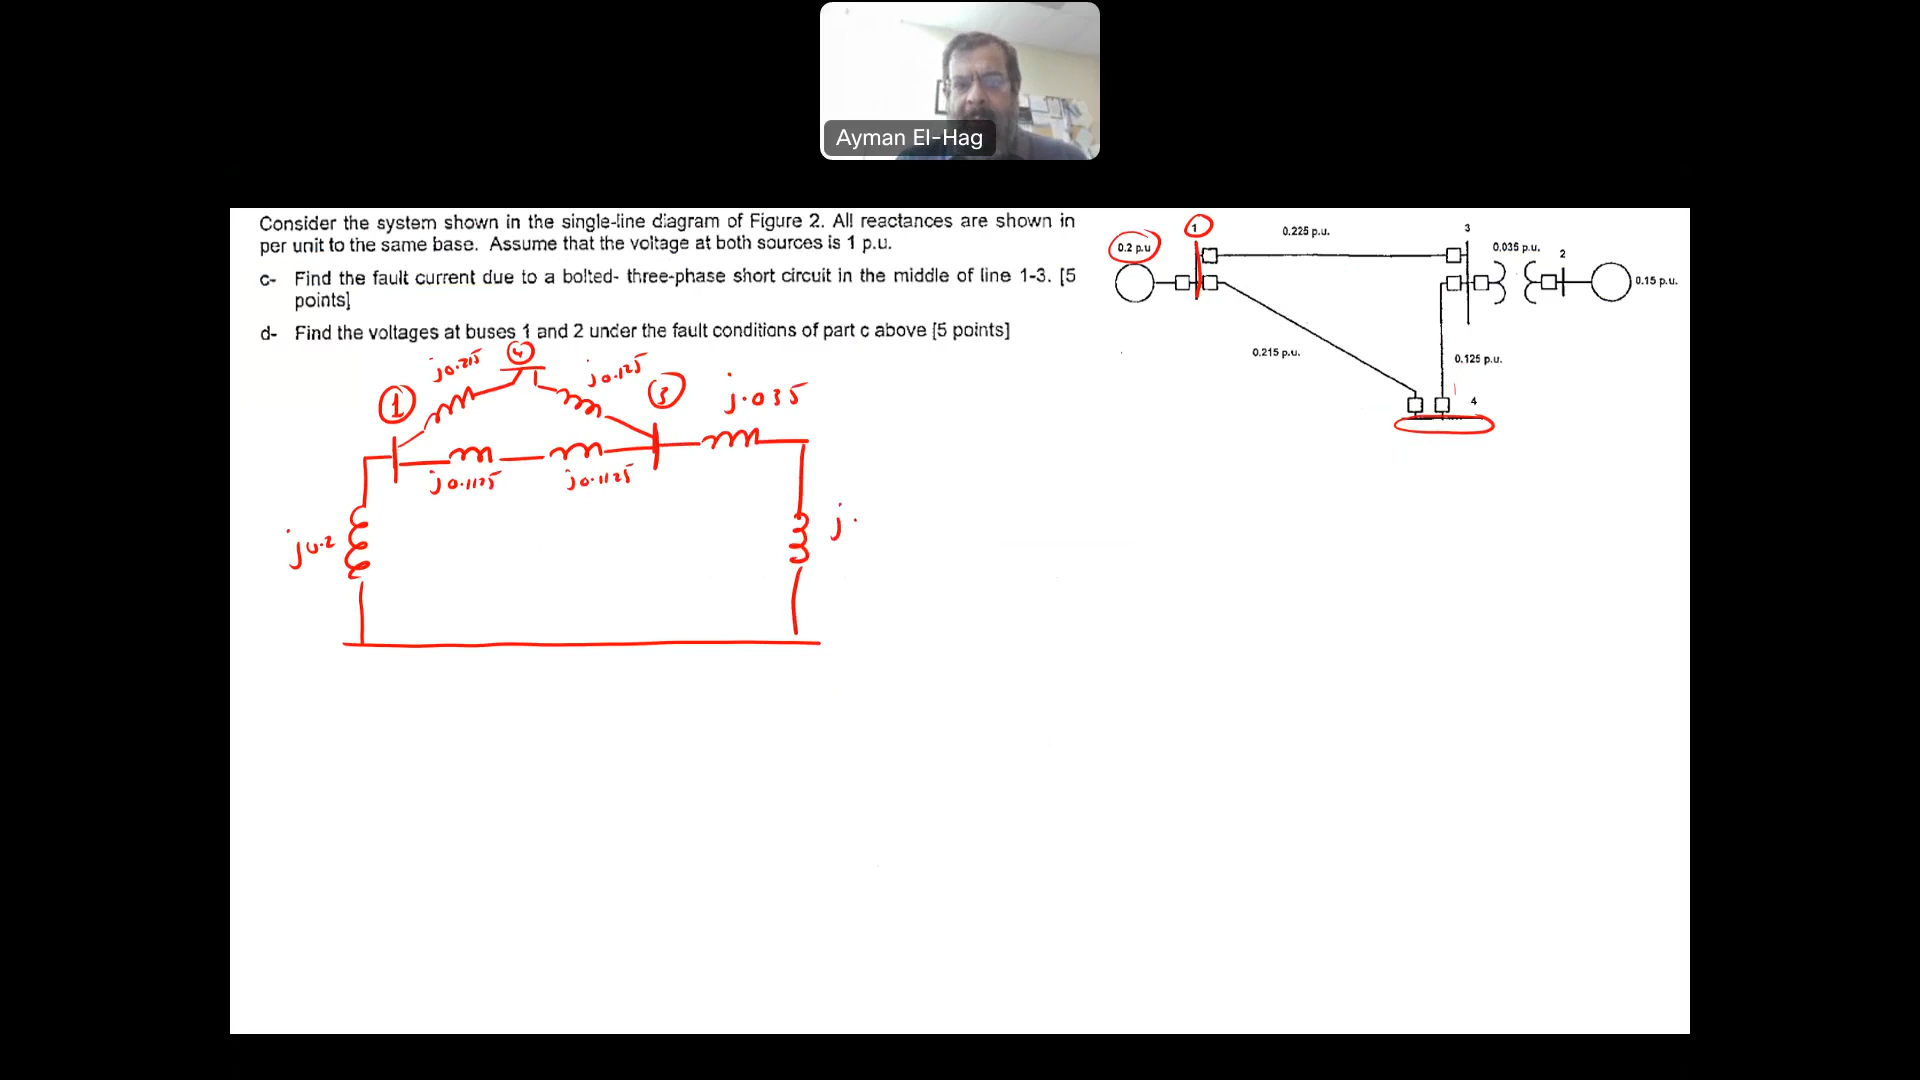 Ayman El-Hag
Consider the system shown in the single-line diagram of Figure 2. All reactances are shown in
per unit to the same base. Assume that the voltage at both sources is 1 p.u.
c- Find the fault current due to a bolted- three-phase short circuit in the middle of line 1-3. [5
points]
d- Find the voltages at buses 1 and 2 under the fault conditions of part c above [5 points]
1
0.225 p.u.
3
0.2 p.u
0.035 p.u.
2
0.15 p.u.
0.215 p.u.
0.125 p.u.
4
j0.215
4
j0.125
1
3
j.035
j0.1125
j0.1125
j0.2
j.